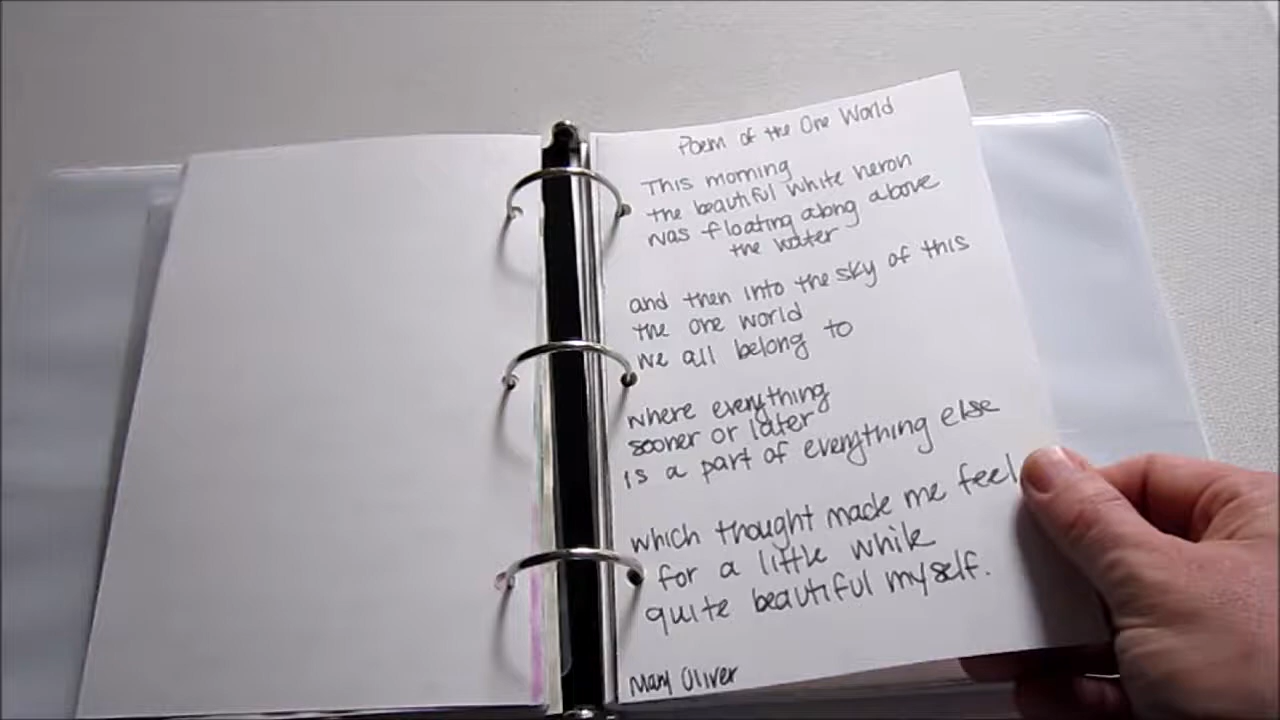 Poem of the One World
This morning
the beautiful white heron
was floating along above
the water
and then into the sky of this
the one world
we all belong to
where everything
sooner or later
is a part of everything else
which thought made me feel
for a little while
quite beautiful myself.
Mary Oliver